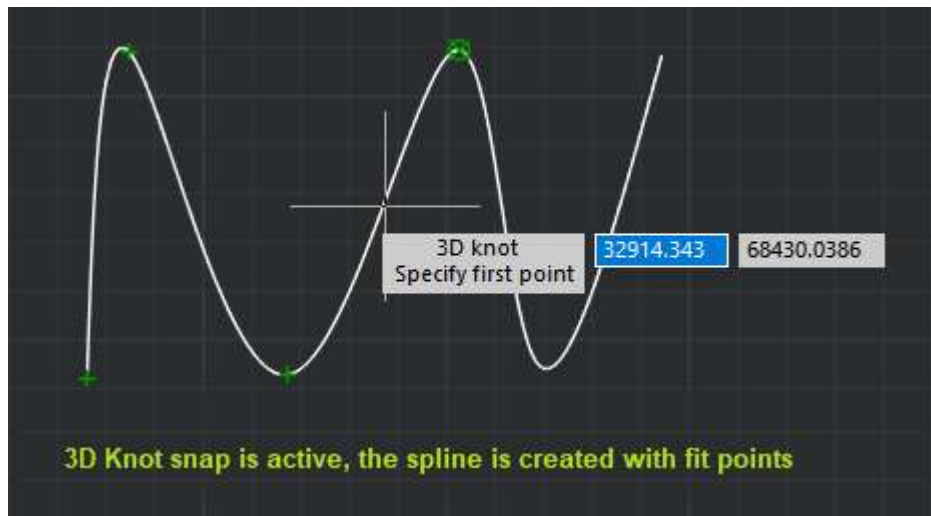 3D knot
Specify first point
32914.343
68430.0386
3D Knot snap is active, the spline is created with fit points